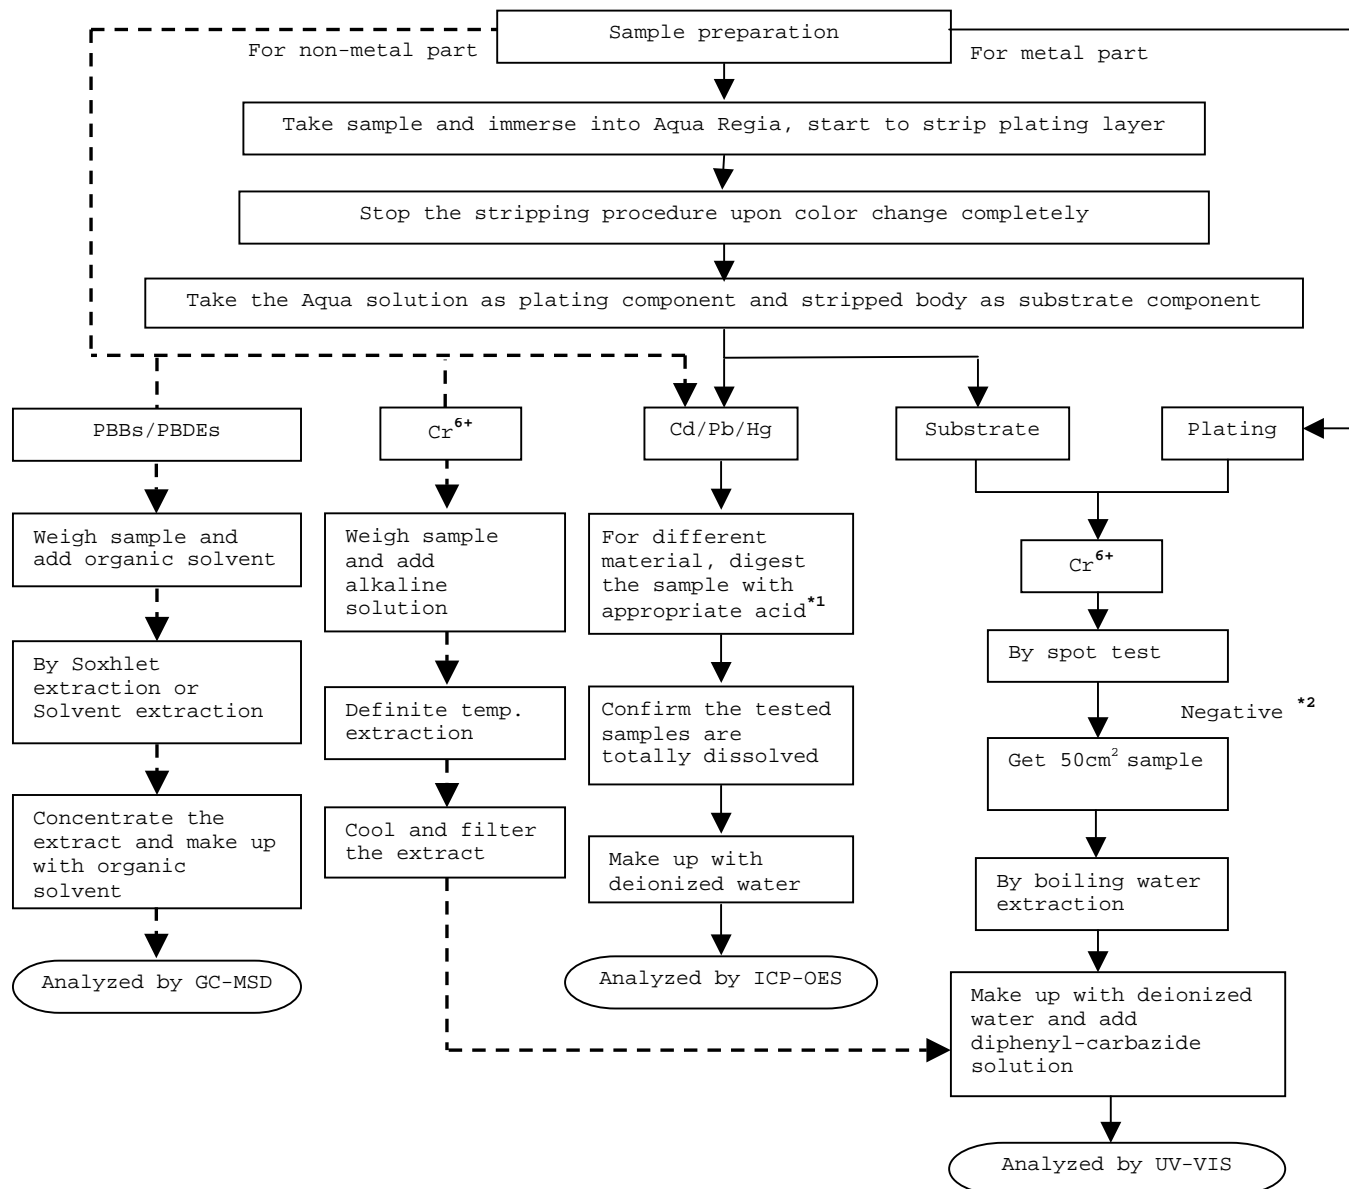 Sample preparation
For non-metal part
For metal part
Take sample and immerse into Aqua Regia, start to strip plating layer
Stop the stripping procedure upon color change completely
Take the Aqua solution as plating component and stripped body as substrate component
PBBs/PBDEs
Cr6+
Cd/Pb/Hg
Substrate
Plating
Weigh sample and
add organic solvent
Weigh sample
and add
alkaline
solution
For different
material, digest
the sample with
appropriate acid*1
Cr6+
By Soxhlet
extraction or
Solvent extraction
Definite temp.
extraction
Confirm the tested
samples are
totally dissolved
By spot test
Negative *2
Get 50cm2 sample
Concentrate the
extract and make up
with organic
solvent
Cool and filter
the extract
Make up with
deionized water
By boiling water
extraction
Analyzed by GC-MSD
Analyzed by ICP-OES
Make up with deionized
water and add
diphenyl-carbazide
solution
Analyzed by UV-VIS